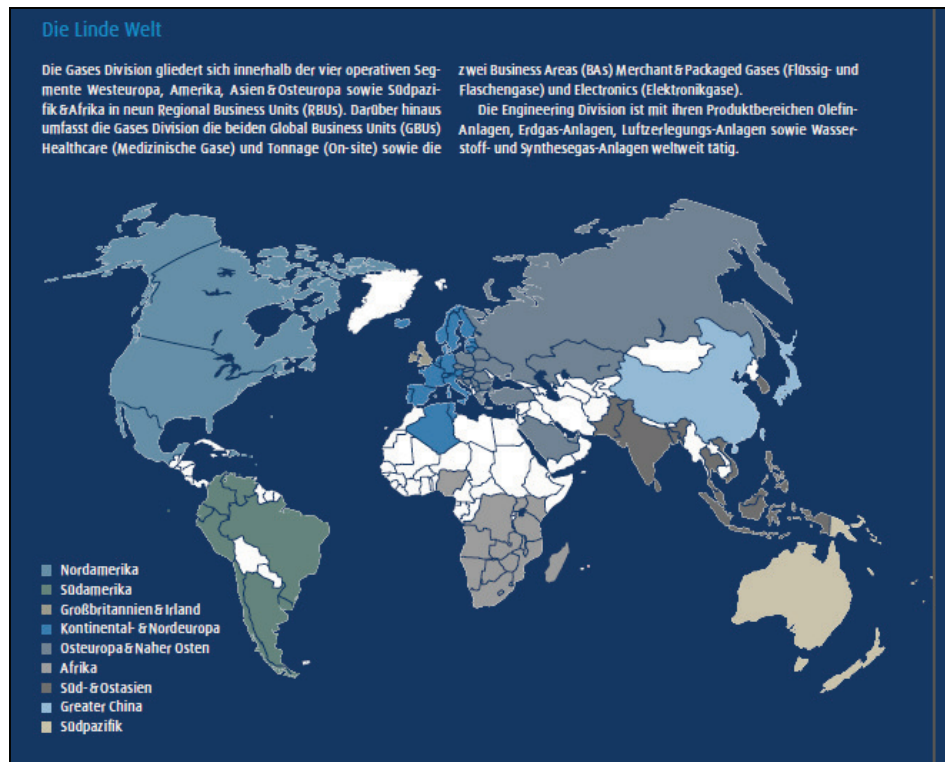 Die Linde Welt
Die Gases Division gliedert sich innerhalb der vier operativen Seg-
mente Westeuropa, Amerika, Asien & Osteuropa sowie Südpazi-
fik & Afrika in neun Regional Business Units (RBUs). Darüber hinaus
umfasst die Gases Division die beiden Global Business Units (GBUs)
Healthcare (Medizinische Gase) und Tonnage (On-site) sowie die
zwei Business Areas (BAs) Merchant & Packaged Gases (Flüssig- und
Flaschengase) und Electronics (Elektronikgase).
Die Engineering Division ist mit ihren Produktbereichen Olefin-
Anlagen, Erdgas-Anlagen, Luftzerlegungs-Anlagen sowie Wasser-
stoff- und Synthesegas-Anlagen weltweit tätig.
Nordamerika
Südamerika
Großbritannien & Irland
Kontinental- & Nordeuropa
Osteuropa & Naher Osten
Afrika
Süd- & Ostasien
Greater China
Südpazifik